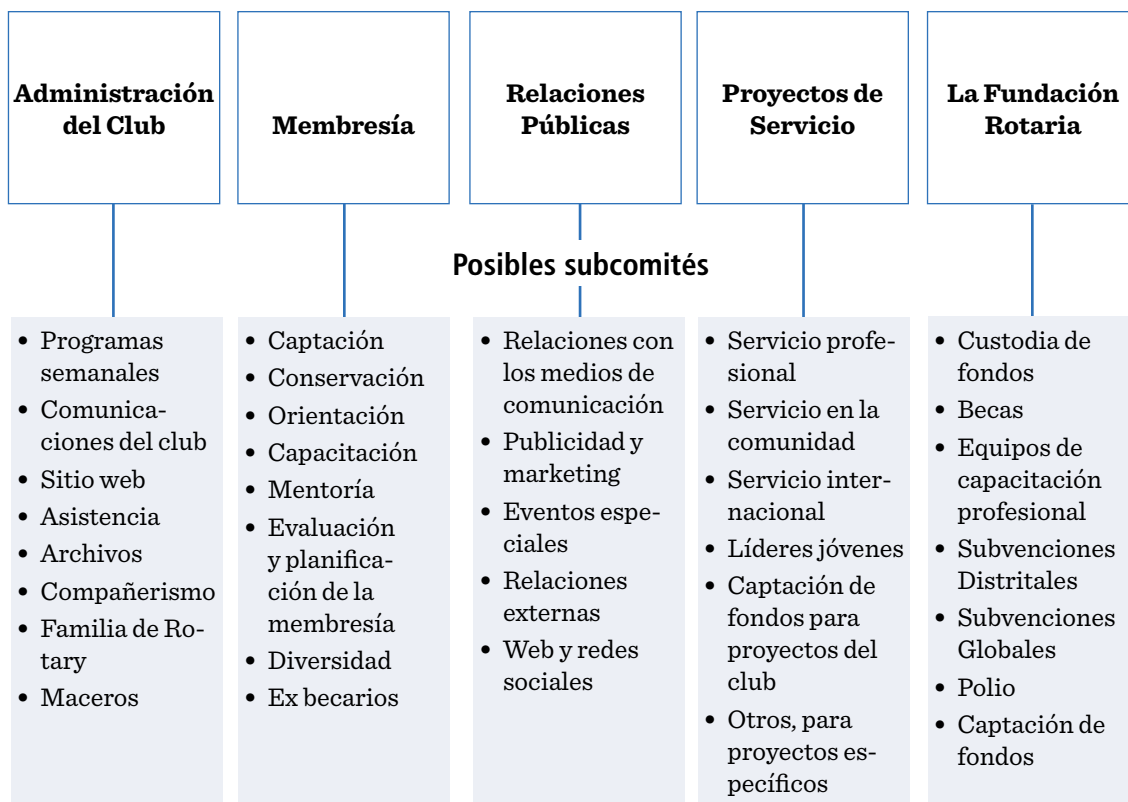 Administración
del Club
Membresía
Relaciones
Públicas
Proyectos de
Servicio
La Fundación
Rotaria
Posibles subcomités
• Programas
semanales
• Comunica-
ciones del club
• Sitio web
• Asistencia
• Archivos
• Compañerismo
• Familia de Ro-
tary
• Maceros
• Captación
• Conservación
• Orientación
• Capacitación
• Mentoría
• Evaluación
y planifica-
ción de la
membresía
• Diversidad
• Ex becarios
• Relaciones con
los medios de
comunicación
• Publicidad y
marketing
• Eventos espe-
ciales
• Relaciones
externas
• Web y redes
sociales
• Servicio profe-
sional
• Servicio en la
comunidad
• Servicio inter-
nacional
• Líderes jóvenes
• Captación de
fondos para
proyectos del
club
• Otros, para
proyectos es-
pecíficos
• Custodia de
fondos
• Becas
• Equipos de
capacitación
profesional
• Subvenciones
Distritales
• Subvenciones
Globales
• Polio
• Captación de
fondos